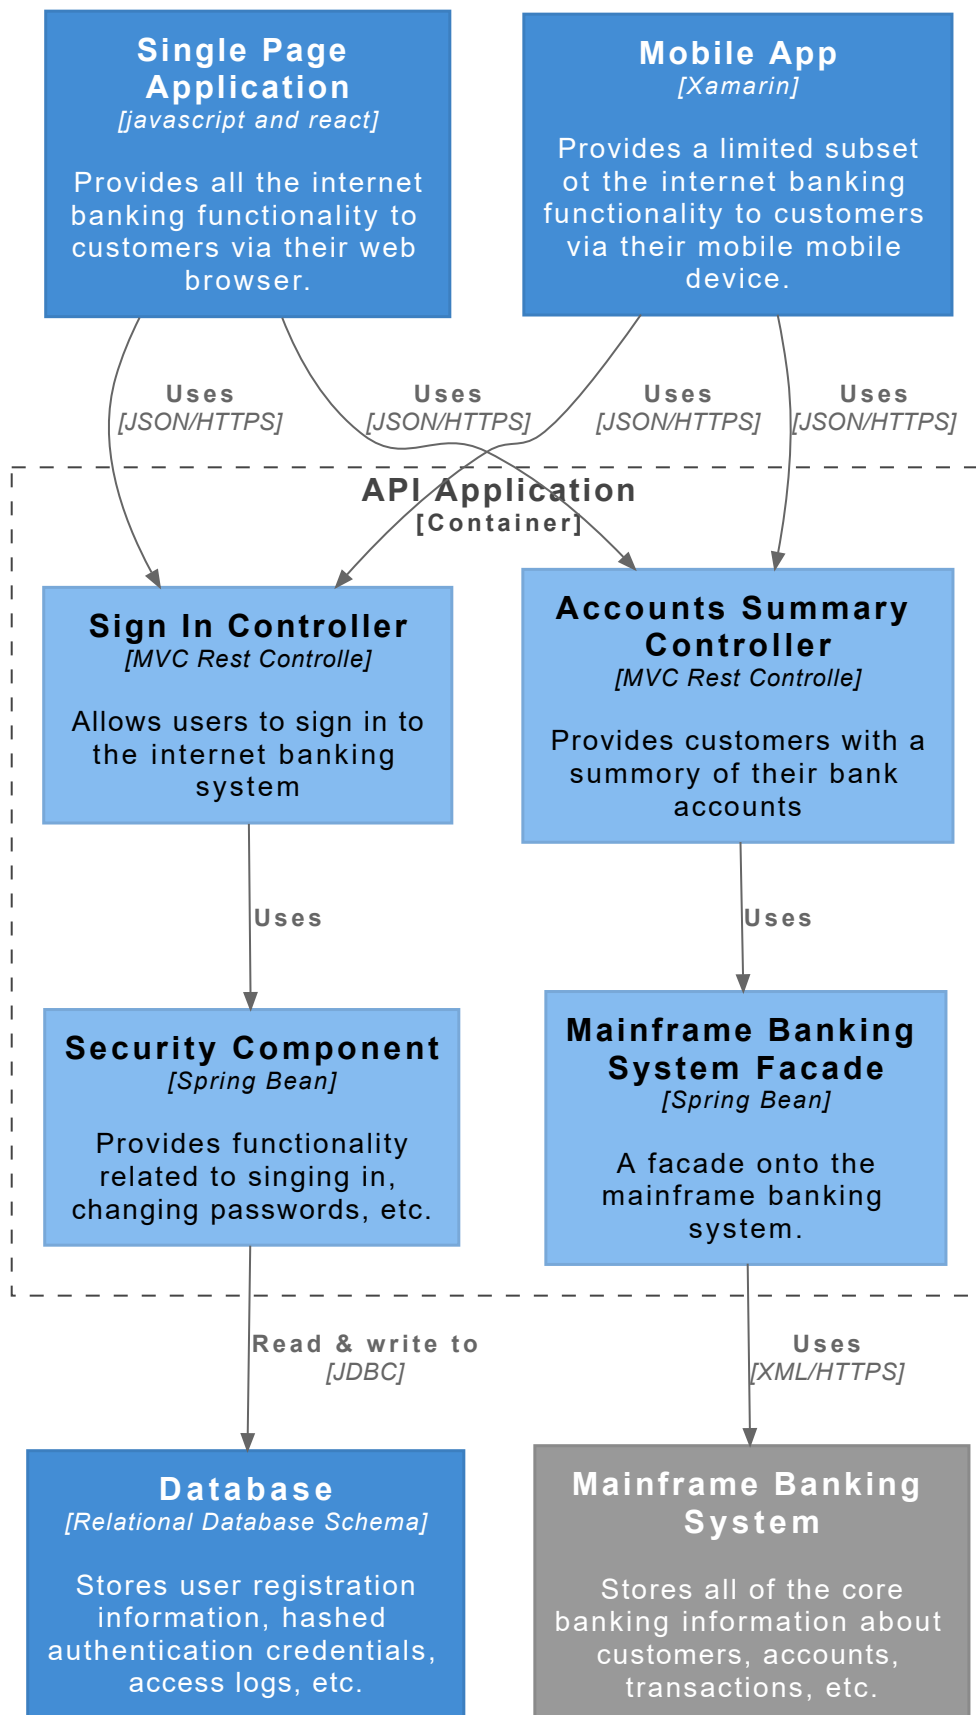 Single Page
Application
[javascript and react]
Provides all the internet
banking functionality to
customers via their web
browser.
Mobile App
[Xamarin]
Provides a limited subset
ot the internet banking
functionality to customers
via their mobile mobile
device.
Uses
[JSON/HTTPS]
Uses
[JSON/HTTPS]
Uses
[JSON/HTTPS]
Uses
[JSON/HTTPS]
API Application
[Container]
Sign In Controller
[MVC Rest Controlle]
Allows users to sign in to
the internet banking
system
Accounts Summary
Controller
[MVC Rest Controlle]
Provides customers with a
summory of their bank
accounts
Uses
Uses
Security Component
[Spring Bean]
Provides functionality
related to singing in,
changing passwords, etc.
Mainframe Banking
System Facade
[Spring Bean]
A facade onto the
mainframe banking
system.
Read & write to
[JDBC]
Uses
[XML/HTTPS]
Database
[Relational Database Schema]
Stores user registration
information, hashed
authentication credentials,
access logs, etc.
Mainframe Banking
System
Stores all of the core
banking information about
customers, accounts,
transactions, etc.